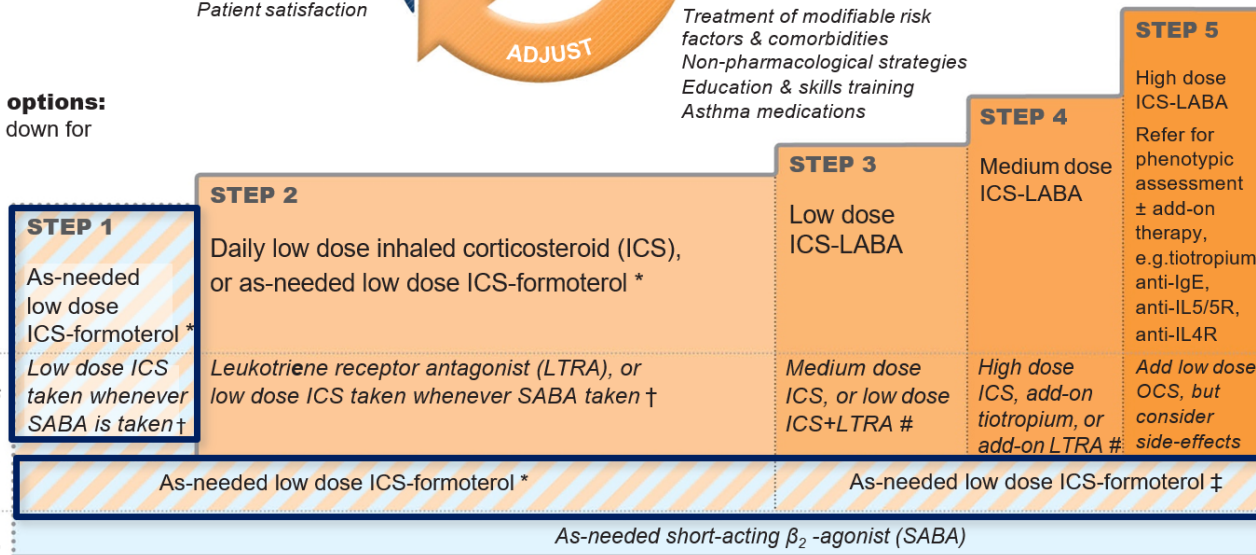 Patient satisfaction
ADJUST
Treatment of modifiable risk
factors & comorbidities
Non-pharmacological strategies
Education & skills training
Asthma medications
options:
down for
STEP 1
As-needed
low dose
ICS-formoterol *
Low dose ICS
taken whenever
SABA is taken †
STEP 2
Daily low dose inhaled corticosteroid (ICS),
or as-needed low dose ICS-formoterol *
Leukotriene receptor antagonist (LTRA), or
low dose ICS taken whenever SABA taken †
STEP 3
Low dose
ICS-LABA
Medium dose
ICS, or low dose
ICS+LTRA #
STEP 4
Medium dose
ICS-LABA
High dose
ICS, add-on
tiotropium, or
add-on LTRA #
STEP 5
High dose
ICS-LABA
Refer for
phenotypic
assessment
± add-on
therapy,
e.g.tiotropium,
anti-IgE,
anti-IL5/5R,
anti-IL4R
Add low dose
OCS, but
consider
side-effects
As-needed low dose ICS-formoterol *
As-needed low dose ICS-formoterol ‡
As-needed short-acting β₂ -agonist (SABA)